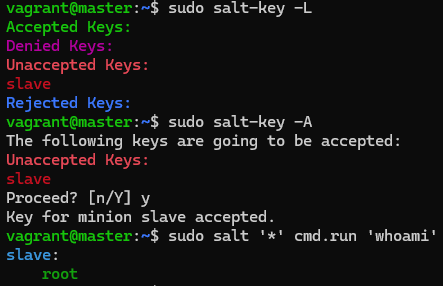 vagrant@master:~$ sudo salt-key -L
Accepted Keys:
Denied Keys:
Unaccepted Keys:
slave
Rejected Keys:
vagrant@master:~$ sudo salt-key -A
The following keys are going to be accepted:
Unaccepted Keys:
slave
Proceed? [n/Y] y
Key for minion slave accepted.
vagrant@master:~$ sudo salt '*' cmd.run 'whoami'
slave:
    root